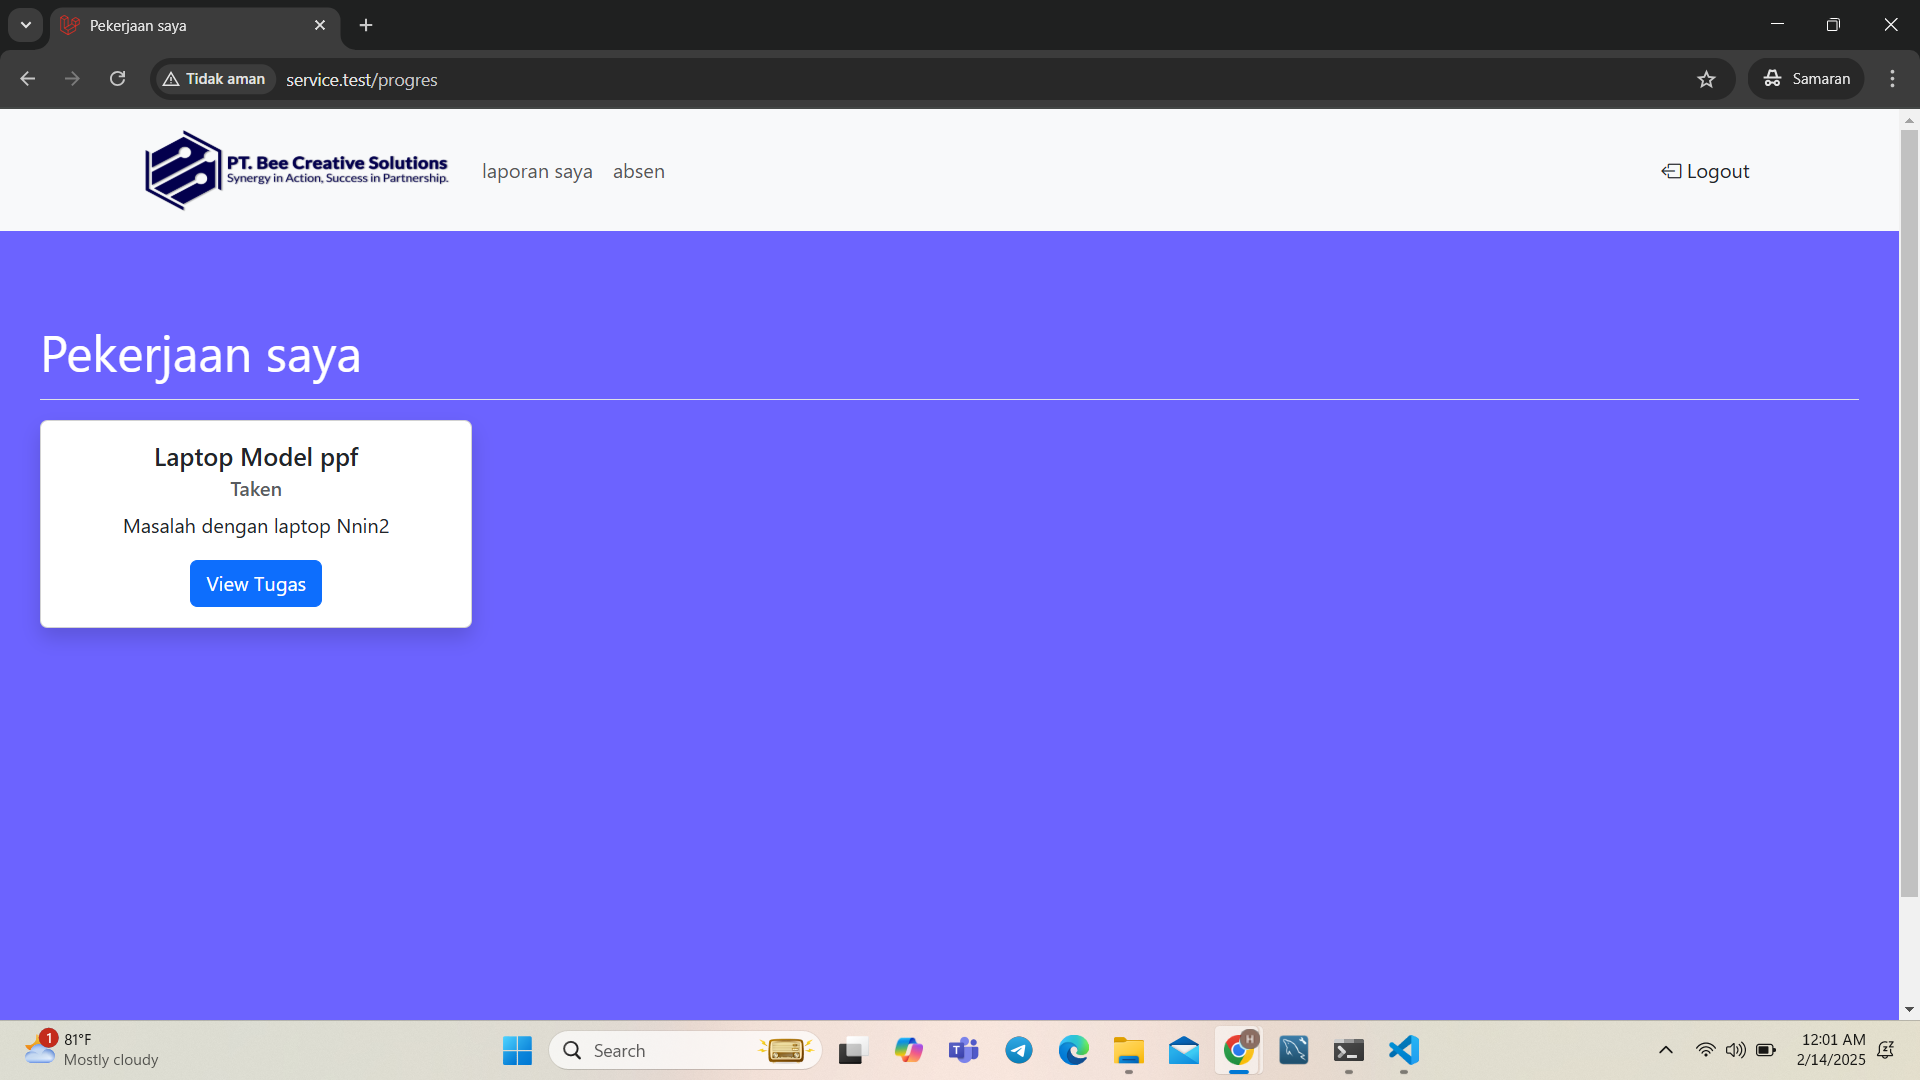 Pekerjaan saya
Tidak aman
service.test/progres
Samaran
PT. Bee Creative Solutions
Synergy in Action, Success in Partnership.
laporan saya
absen
Logout
Pekerjaan saya
Laptop Model ppf
Taken
Masalah dengan laptop Nnin2
View Tugas
1
81°F
Mostly cloudy
Search
T
H
12:01 AM
2/14/2025